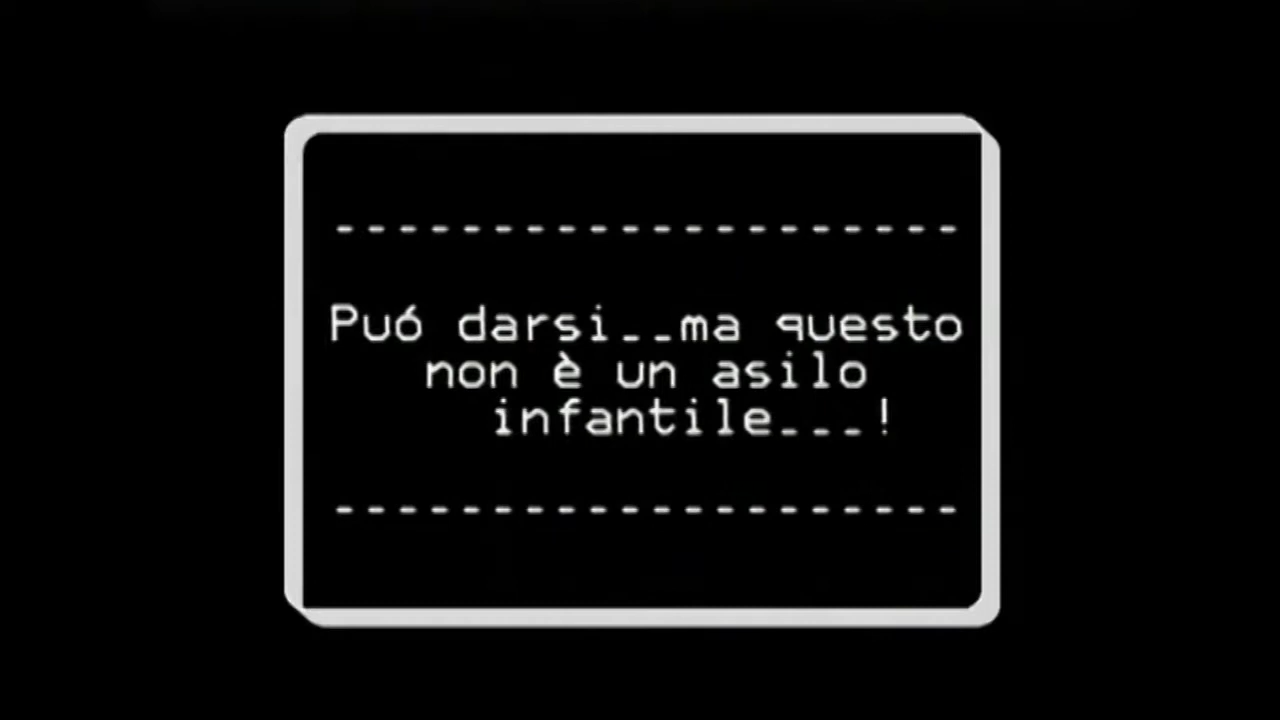 --------------------
Puó darsi..ma questo
non è un asilo
infantile...!
--------------------